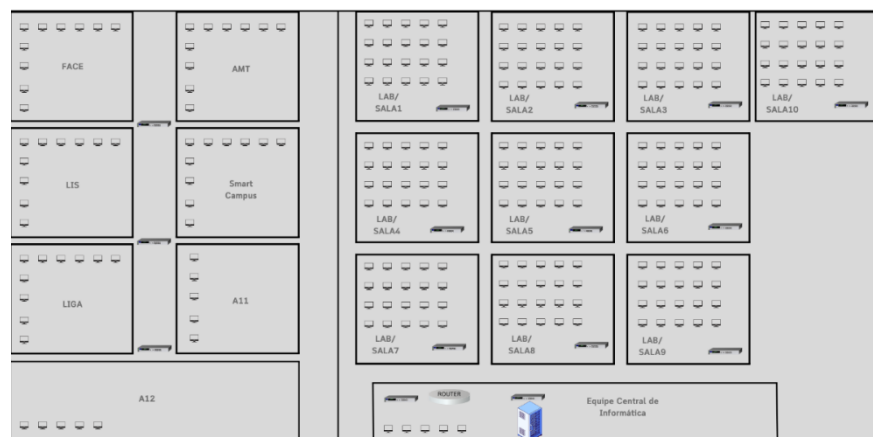 FACE
AMT
LIS
Smart
Campus
LIGA
A11
A12
LAB/
SALA1
LAB/
SALA2
LAB/
SALA3
LAB/
SALA10
LAB/
SALA4
LAB/
SALA5
LAB/
SALA6
LAB/
SALA7
LAB/
SALA8
LAB/
SALA9
ROUTER
Equipe Central de
Informática